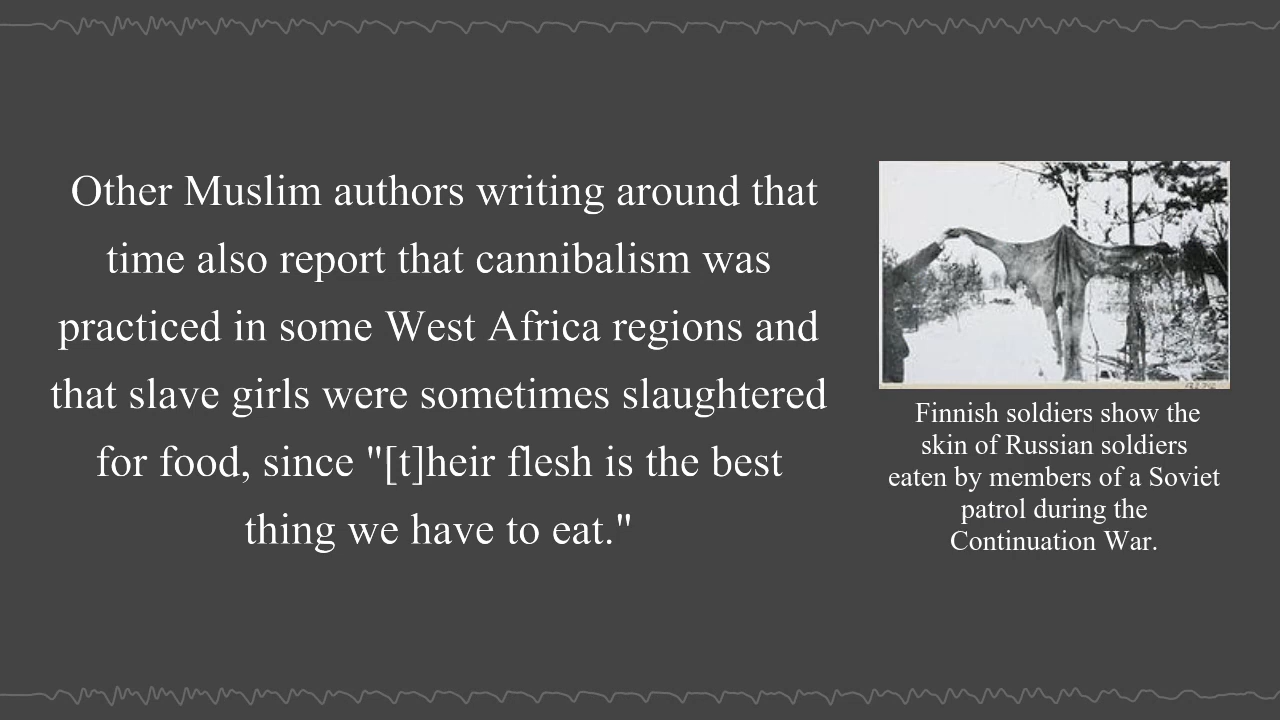 Other Muslim authors writing around that
time also report that cannibalism was
practiced in some West Africa regions and
that slave girls were sometimes slaughtered
for food, since "[t]heir flesh is the best
thing we have to eat."
Finnish soldiers show the
skin of Russian soldiers
eaten by members of a Soviet
patrol during the
Continuation War.